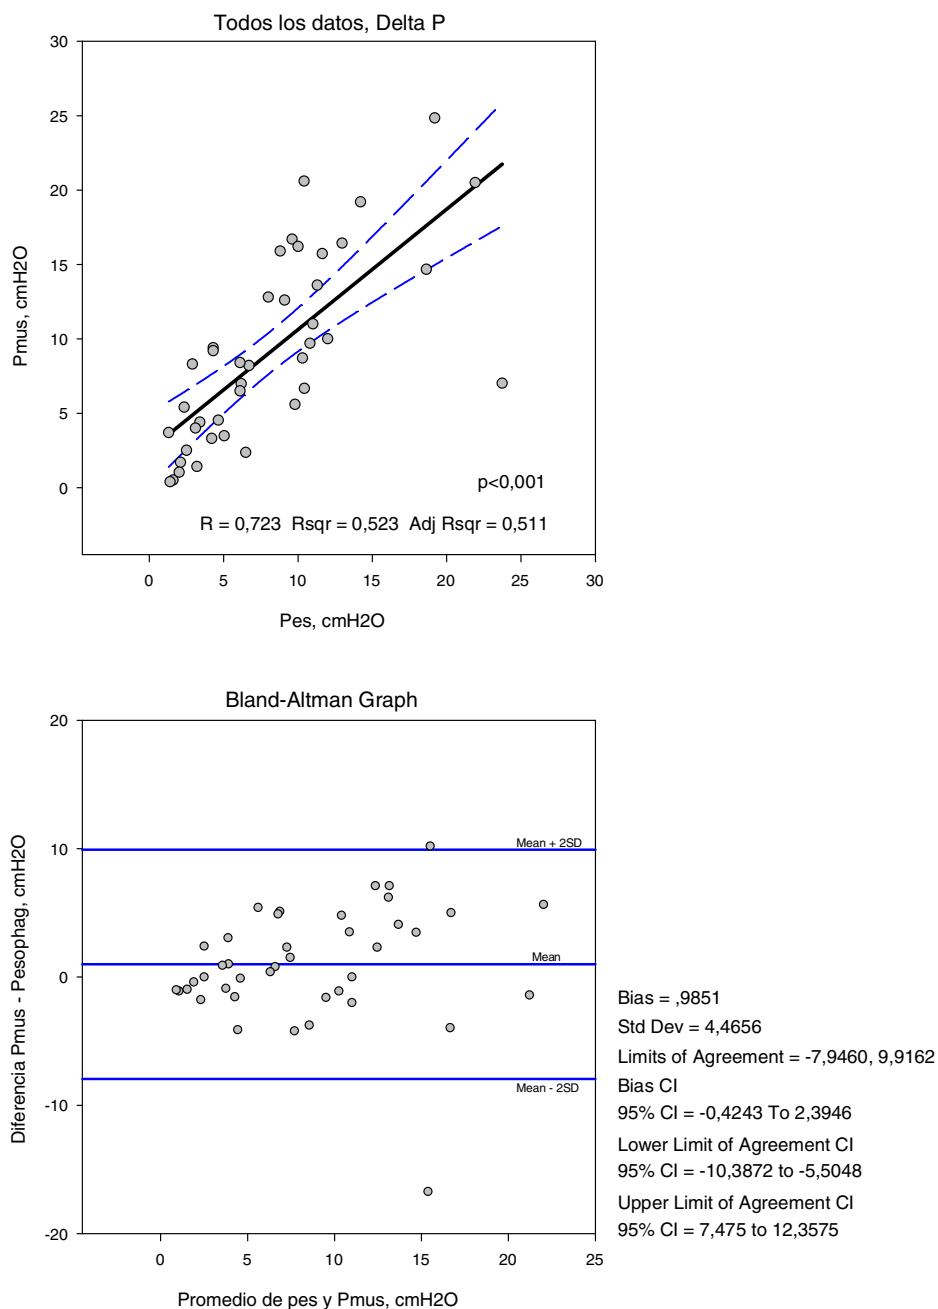 Todos los datos, Delta P
30
25
20
15
10
5
0
Pmus, cmH2O
p<0,001
R = 0,723 Rsqr = 0,523 Adj Rsqr = 0,511
0 5 10 15 20 25 30
Pes, cmH2O
Bland-Altman Graph
20
10
0
-10
-20
Diferencia Pmus - Pesophag, cmH2O
Mean + 2SD
Mean
Mean - 2SD
0 5 10 15 20 25
Promedio de pes y Pmus, cmH2O
Bias = ,9851
Std Dev = 4,4656
Limits of Agreement = -7,9460, 9,9162
Bias CI
95% CI = -0,4243 To 2,3946
Lower Limit of Agreement CI
95% CI = -10,3872 to -5,5048
Upper Limit of Agreement CI
95% CI = 7,475 to 12,3575